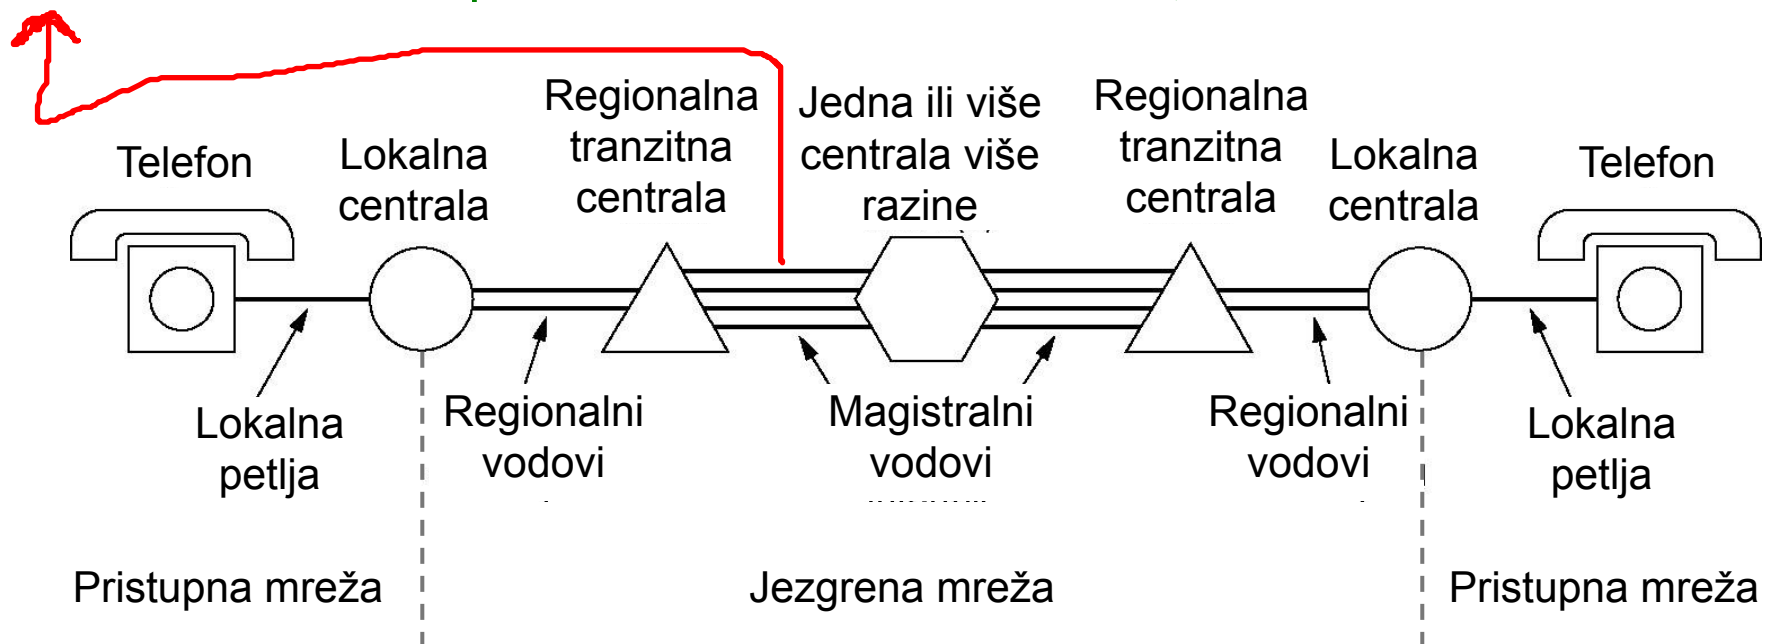 Telefon
Lokalna
centrala
Regionalna
tranzitna
centrala
Jedna ili više
centrala više
razine
Regionalna
tranzitna
centrala
Lokalna
centrala
Telefon
Lokalna
petlja
Regionalni
vodovi
Magistralni
vodovi
Regionalni
vodovi
Lokalna
petlja
Pristupna mreža
Jezgrena mreža
Pristupna mreža